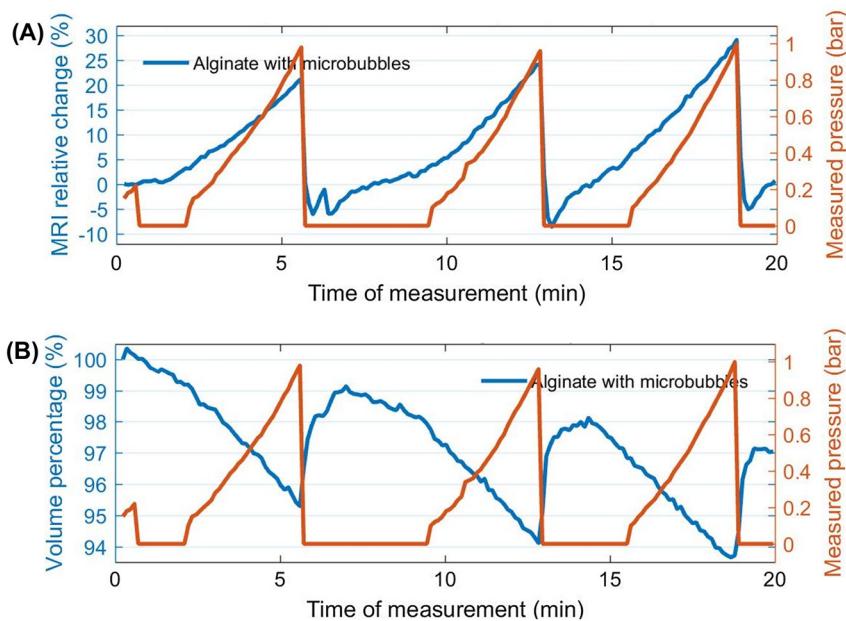 (A)
MRI relative change (%)
30
25
20
15
10
5
0
-5
-10
Alginate with microbubbles
1
0.8
0.6
0.4
0.2
0
Measured pressure (bar)
0 5 10 15 20
Time of measurement (min)
(B)
Volume percentage (%)
100
99
98
97
96
95
94
Alginate with microbubbles
1
0.8
0.6
0.4
0.2
0
Measured pressure (bar)
0 5 10 15 20
Time of measurement (min)